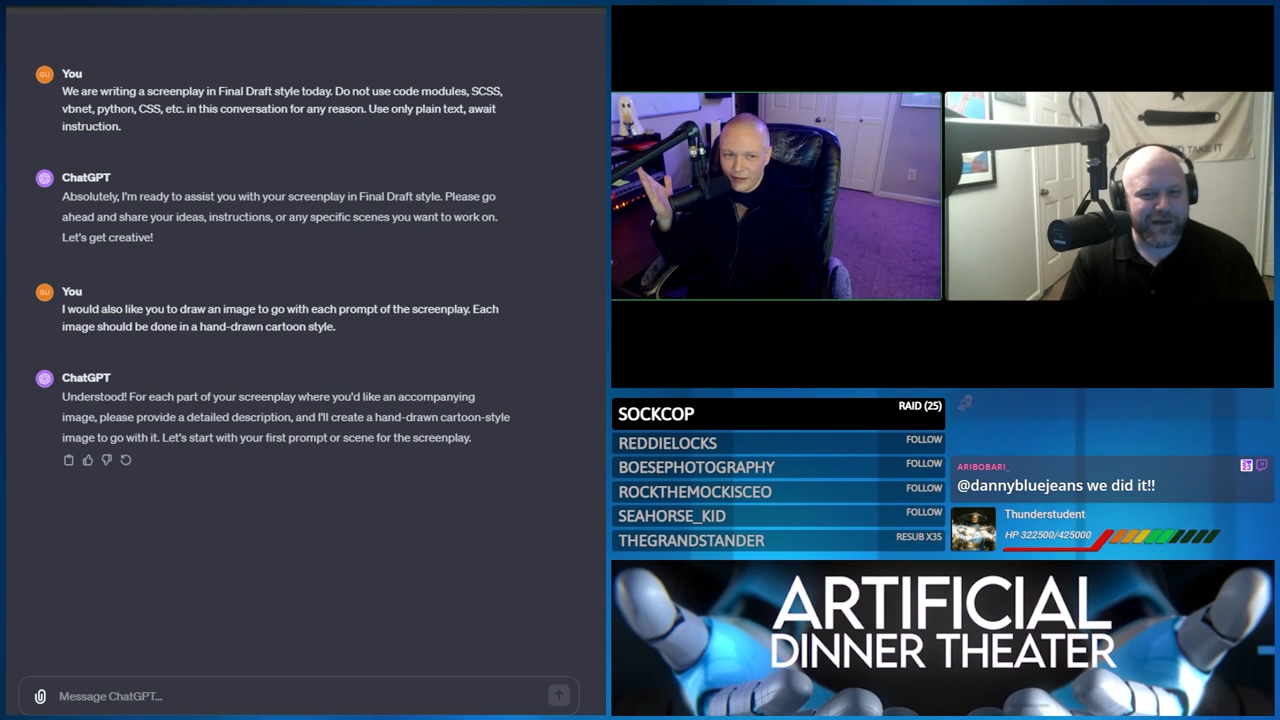 You
We are writing a screenplay in Final Draft style today. Do not use code modules, SCSS,
vbnet, python, CSS, etc. in this conversation for any reason. Use only plain text, await
instruction.
ChatGPT
Absolutely, I'm ready to assist you with your screenplay in Final Draft style. Please go
ahead and share your ideas, instructions, or any specific scenes you want to work on.
Let's get creative!
You
I would also like you to draw an image to go with each prompt of the screenplay. Each
image should be done in a hand-drawn cartoon style.
ChatGPT
Understood! For each part of your screenplay where you'd like an accompanying
image, please provide a detailed description, and I'll create a hand-drawn cartoon-style
image to go with it. Let's start with your first prompt or scene for the screenplay.
Message ChatGPT...
TAKE IT
SOCKCOP RAID (25)
REDDIELOCKS FOLLOW
BOESEPHOTOGRAPHY FOLLOW
ROCKTHEMOCKISCEO FOLLOW
SEAHORSE_KID FOLLOW
THEGRANDSTANDER RESUB X35
ARIBOBARI_
@dannybluejeans we did it!!
Thunderstudent
HP 322500/425000
ARTIFICIAL
DINNER THEATER